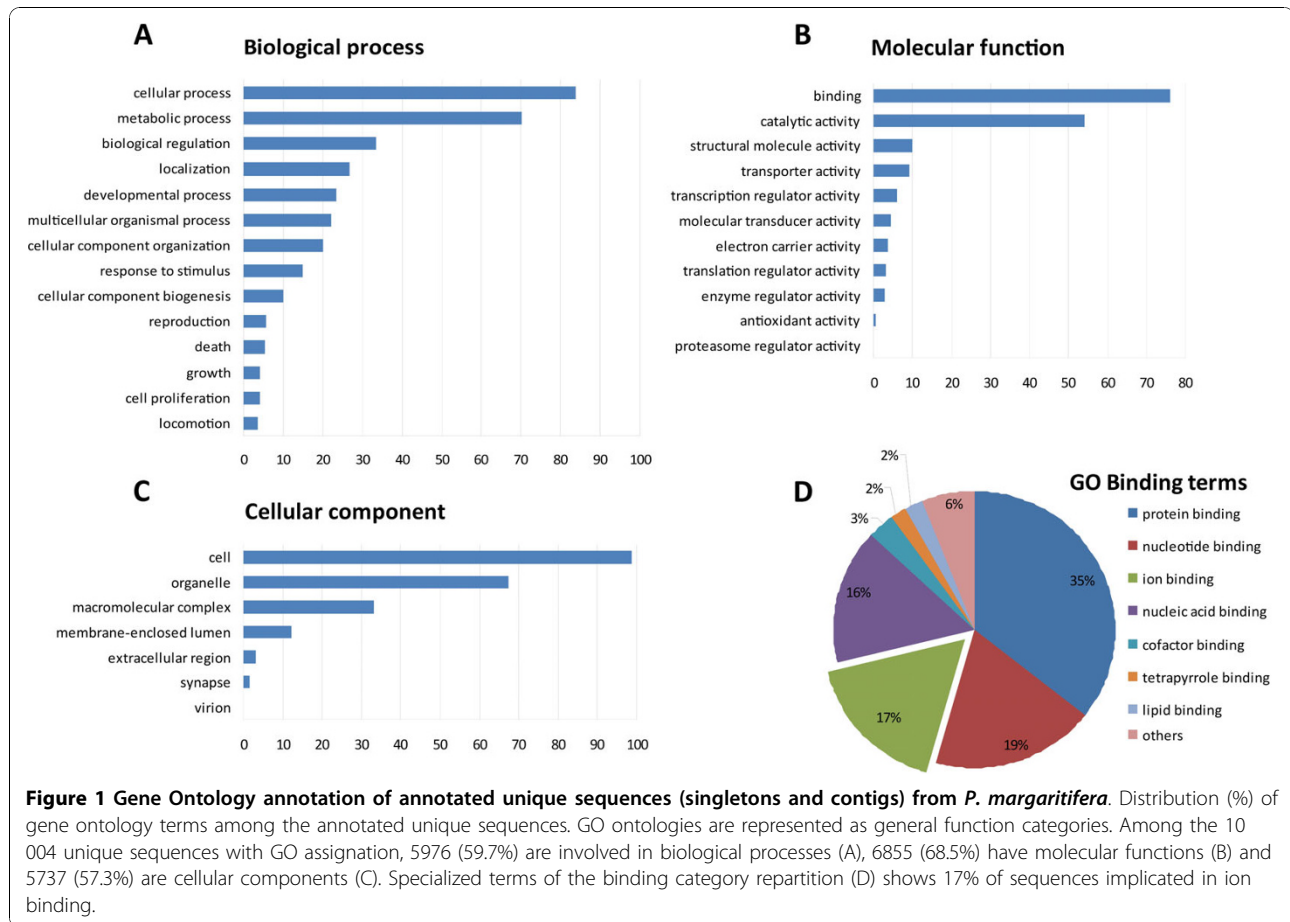 A
Biological process
cellular process
metabolic process
biological regulation
localization
developmental process
multicellular organismal process
cellular component organization
response to stimulus
cellular component biogenesis
reproduction
death
growth
cell proliferation
locomotion
0 10 20 30 40 50 60 70 80 90 100
B
Molecular function
binding
catalytic activity
structural molecule activity
transporter activity
transcription regulator activity
molecular transducer activity
electron carrier activity
translation regulator activity
enzyme regulator activity
antioxidant activity
proteasome regulator activity
0 10 20 30 40 50 60 70 80
C
Cellular component
cell
organelle
macromolecular complex
membrane-enclosed lumen
extracellular region
synapse
virion
0 10 20 30 40 50 60 70 80 90 100
D
GO Binding terms
2%
2%
3%
6%
35%
16%
17%
19%
protein binding
nucleotide binding
ion binding
nucleic acid binding
cofactor binding
tetrapyrrole binding
lipid binding
others
Figure 1 Gene Ontology annotation of annotated unique sequences (singletons and contigs) from P. margaritifera. Distribution (%) of
gene ontology terms among the annotated unique sequences. GO ontologies are represented as general function categories. Among the 10
004 unique sequences with GO assignation, 5976 (59.7%) are involved in biological processes (A), 6855 (68.5%) have molecular functions (B) and
5737 (57.3%) are cellular components (C). Specialized terms of the binding category repartition (D) shows 17% of sequences implicated in ion
binding.